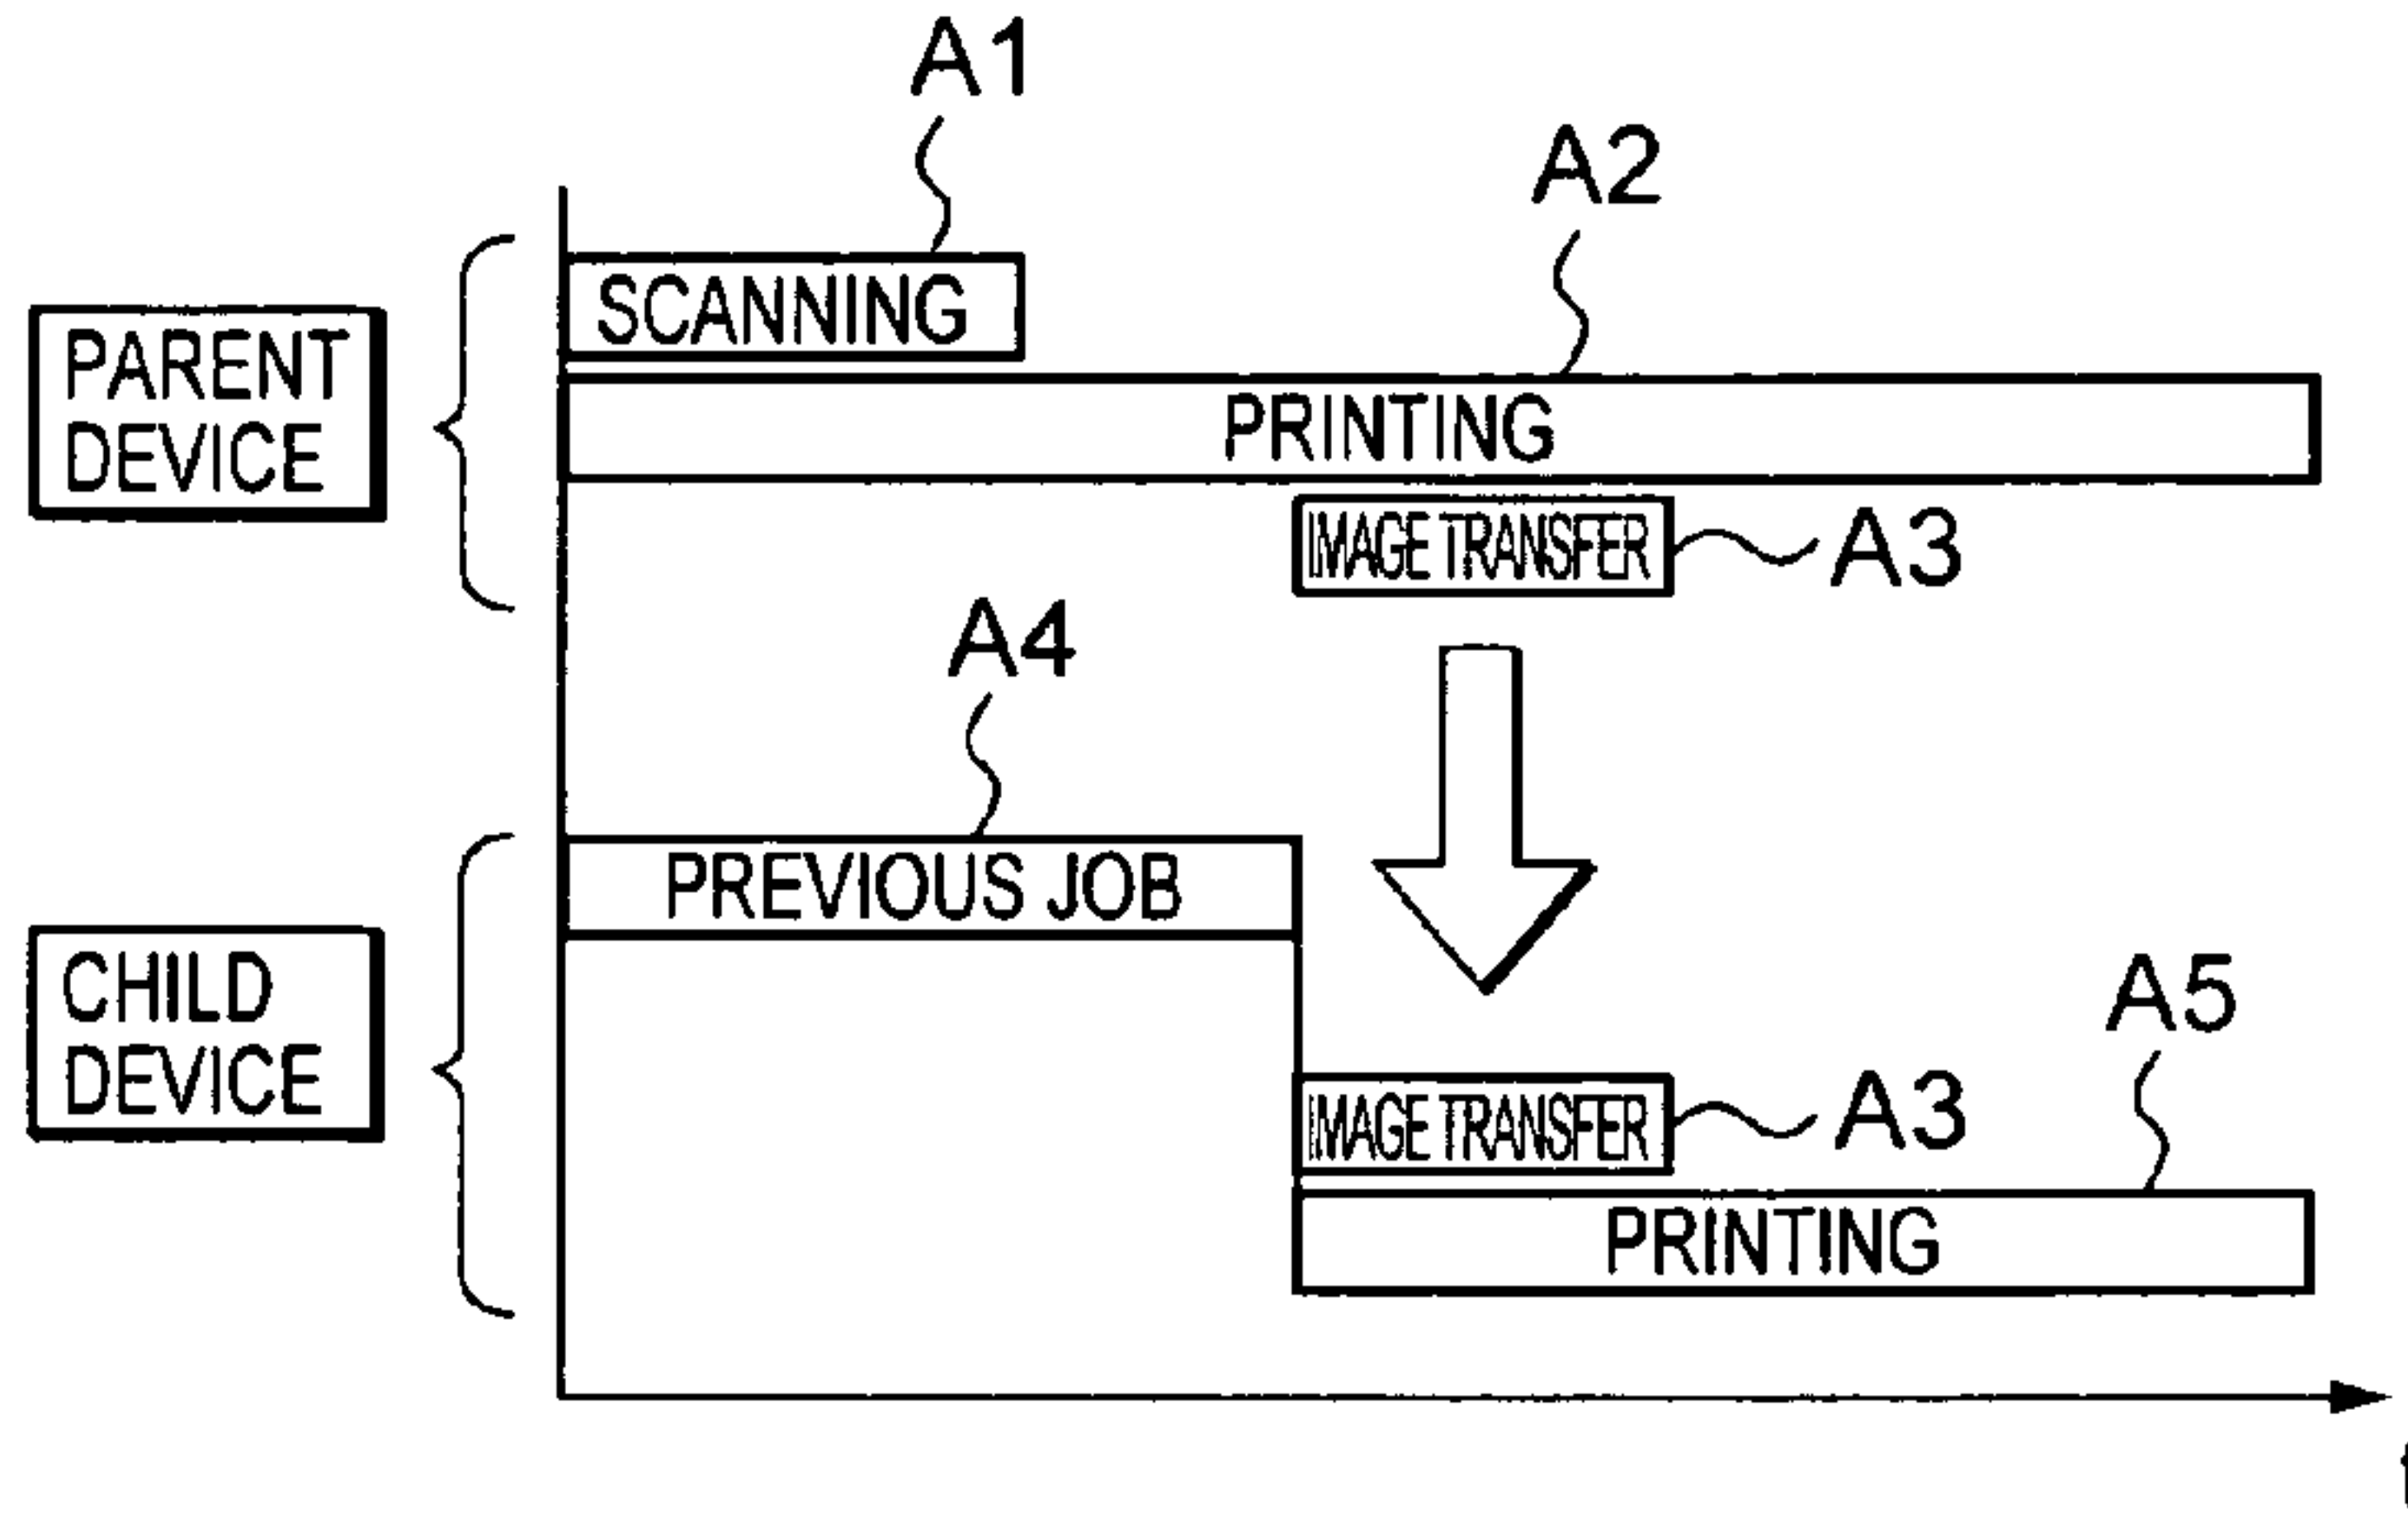 A1
A2
SCANNING
PARENT
DEVICE
PRINTING
IMAGE TRANSFER
A3
A4
PREVIOUS JOB
CHILD
DEVICE
A5
IMAGE TRANSFER
A3
PRINTING